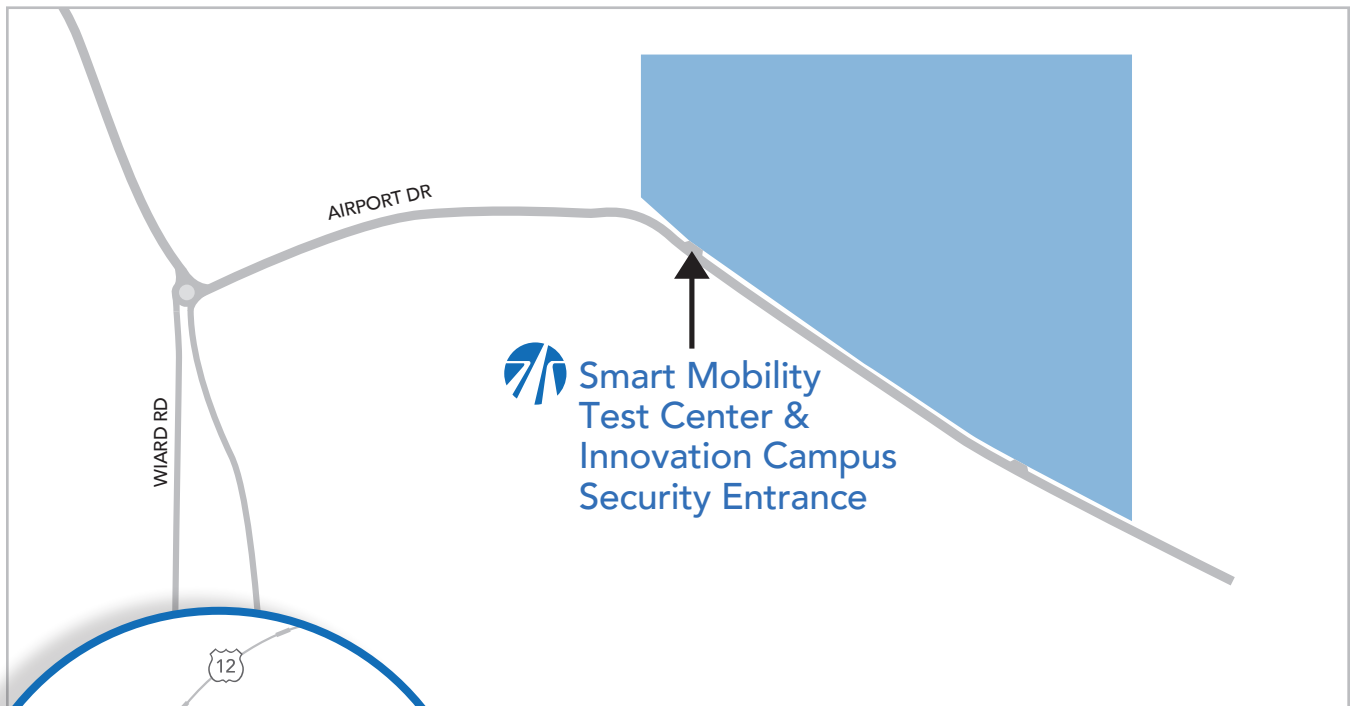 AIRPORT DR
WIARD RD
Smart Mobility
Test Center &
Innovation Campus
Security Entrance
12